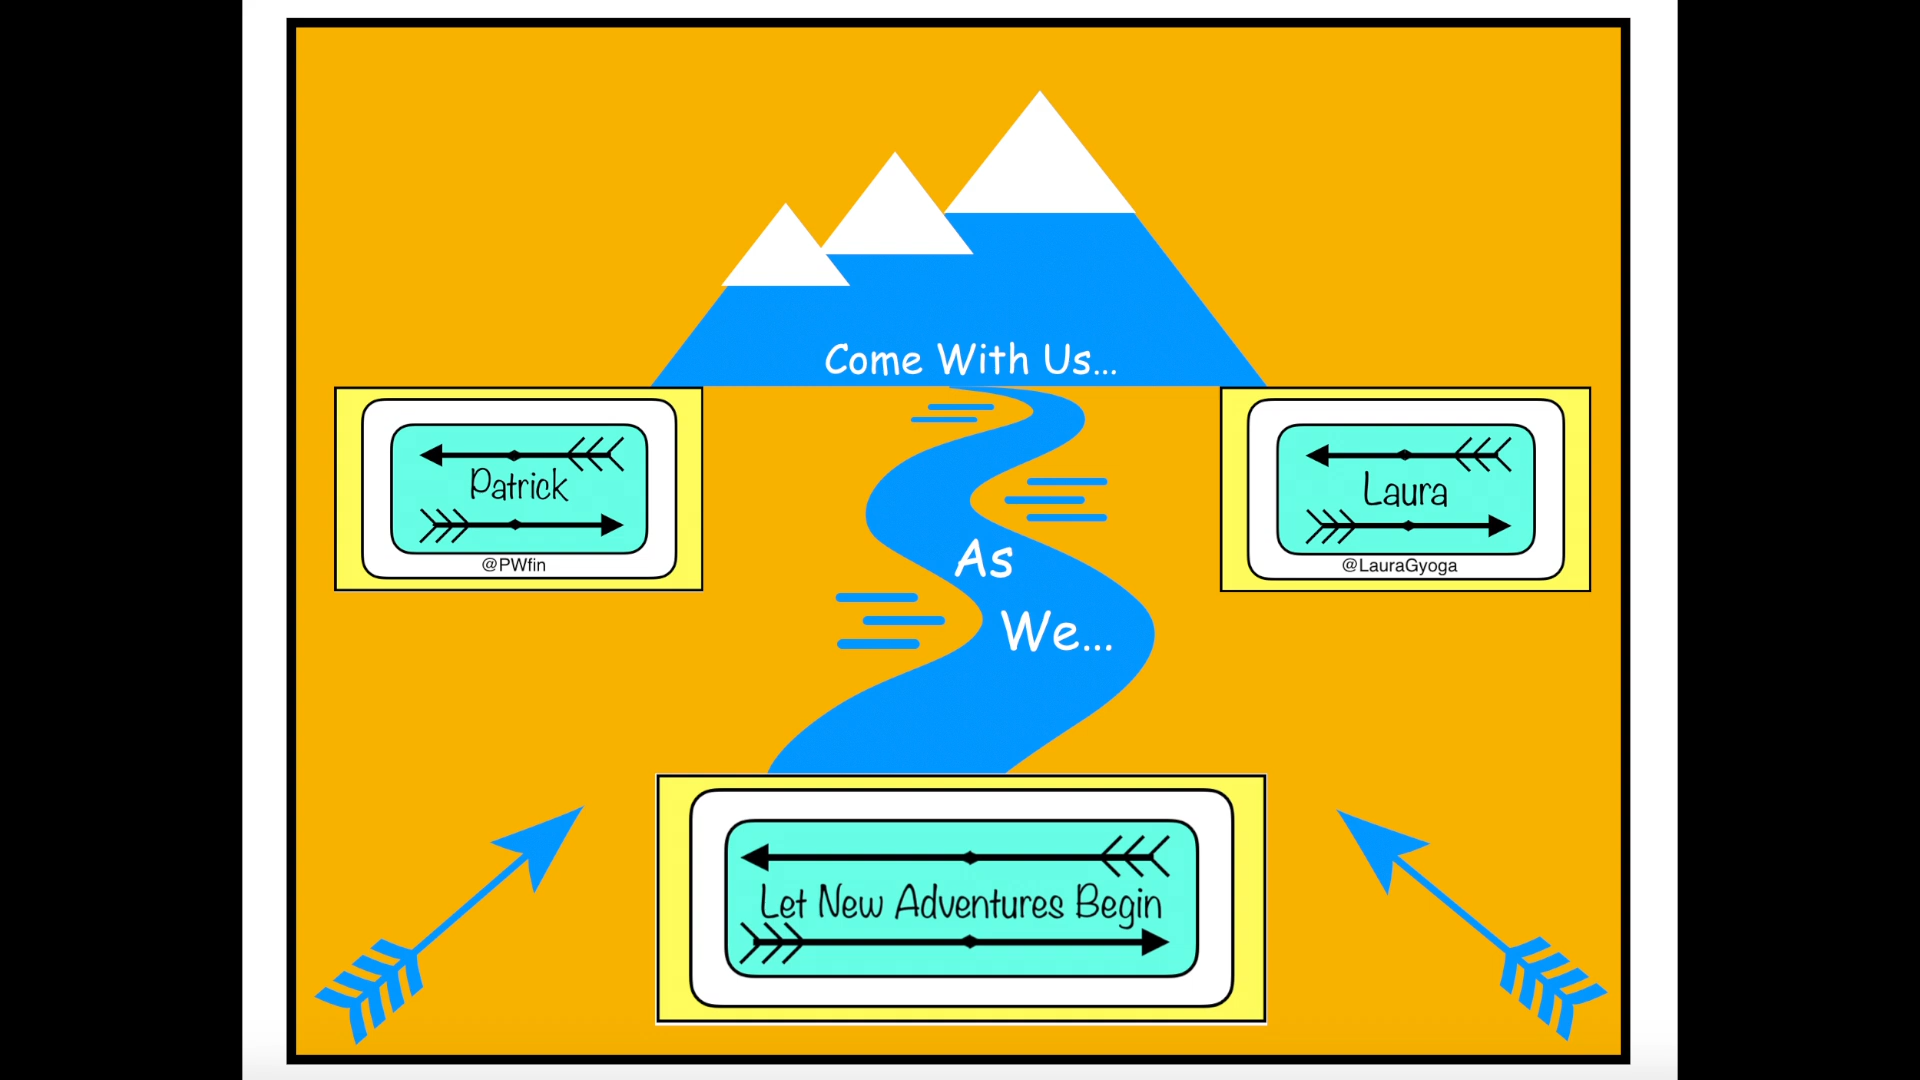 Come With Us...
Patrick
@PWfin
Laura
@LauraGyoga
As
We...
Let New Adventures Begin